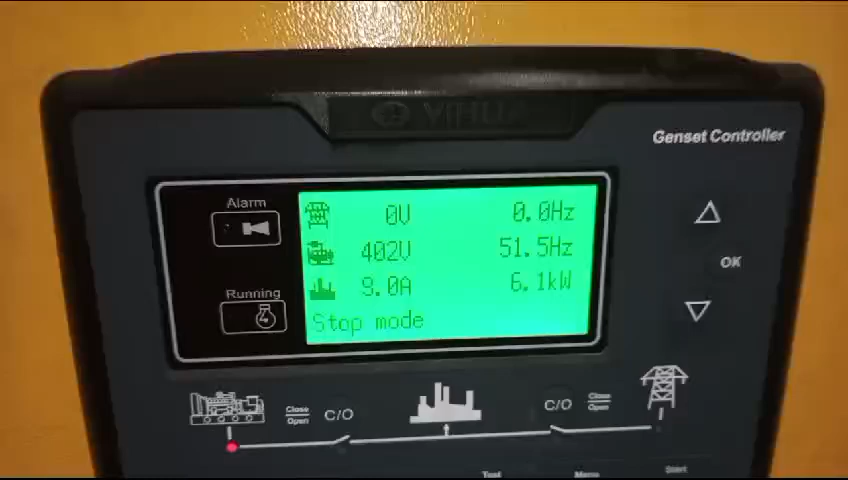 YIHUA
Genset Controller
Alarm
0V 0.0Hz
402V 51.5Hz
Running
9.0A 6.1kW
Stop mode
OK
Close
Open
C/O
C/O
Close
Open
Test
Menu
Start